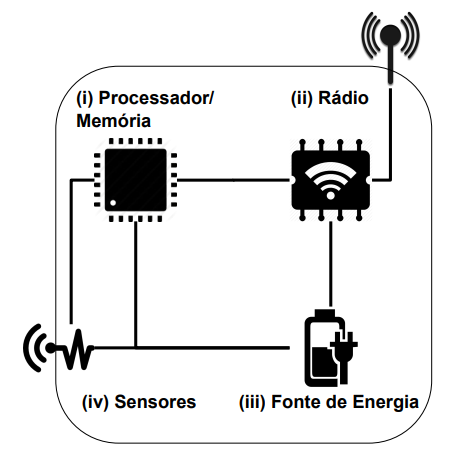 (i) Processador/
Memória
(ii) Rádio
(iv) Sensores
(iii) Fonte de Energia